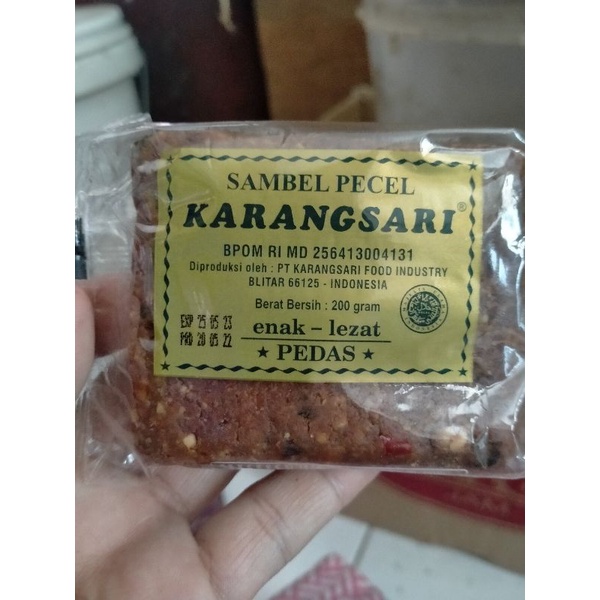 SAMBEL PECEL
KARANGSARI®
BPOM RI MD 256413004131
Diproduksi oleh : PT KARANGSARI FOOD INDUSTRY
BLITAR 66125 - INDONESIA
Berat Bersih : 200 gram
EXP 25 05 23
PRD 20 05 22
enak – lezat
★ PEDAS ★